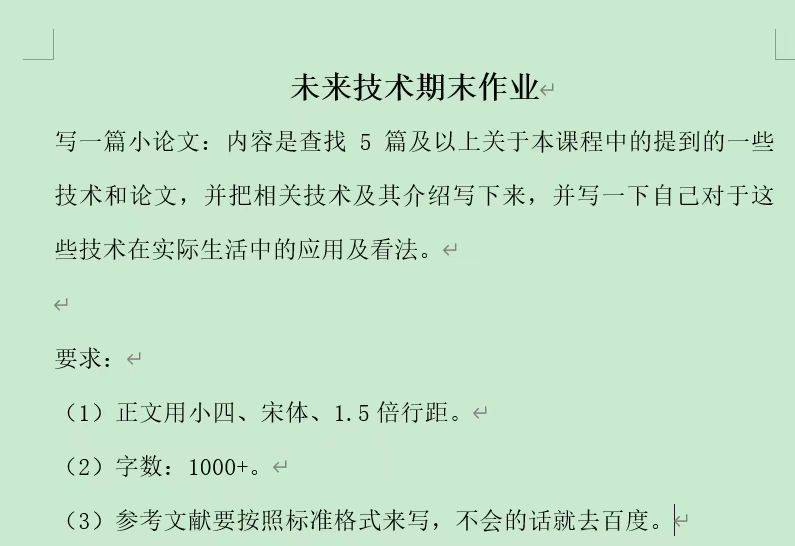 未来技术期末作业
写一篇小论文：内容是查找 5 篇及以上关于本课程中的提到的一些
技术和论文，并把相关技术及其介绍写下来，并写一下自己对于这
些技术在实际生活中的应用及看法。
要求：
（1）正文用小四、宋体、1.5 倍行距。
（2）字数：1000+。
（3）参考文献要按照标准格式来写，不会的话就去百度。